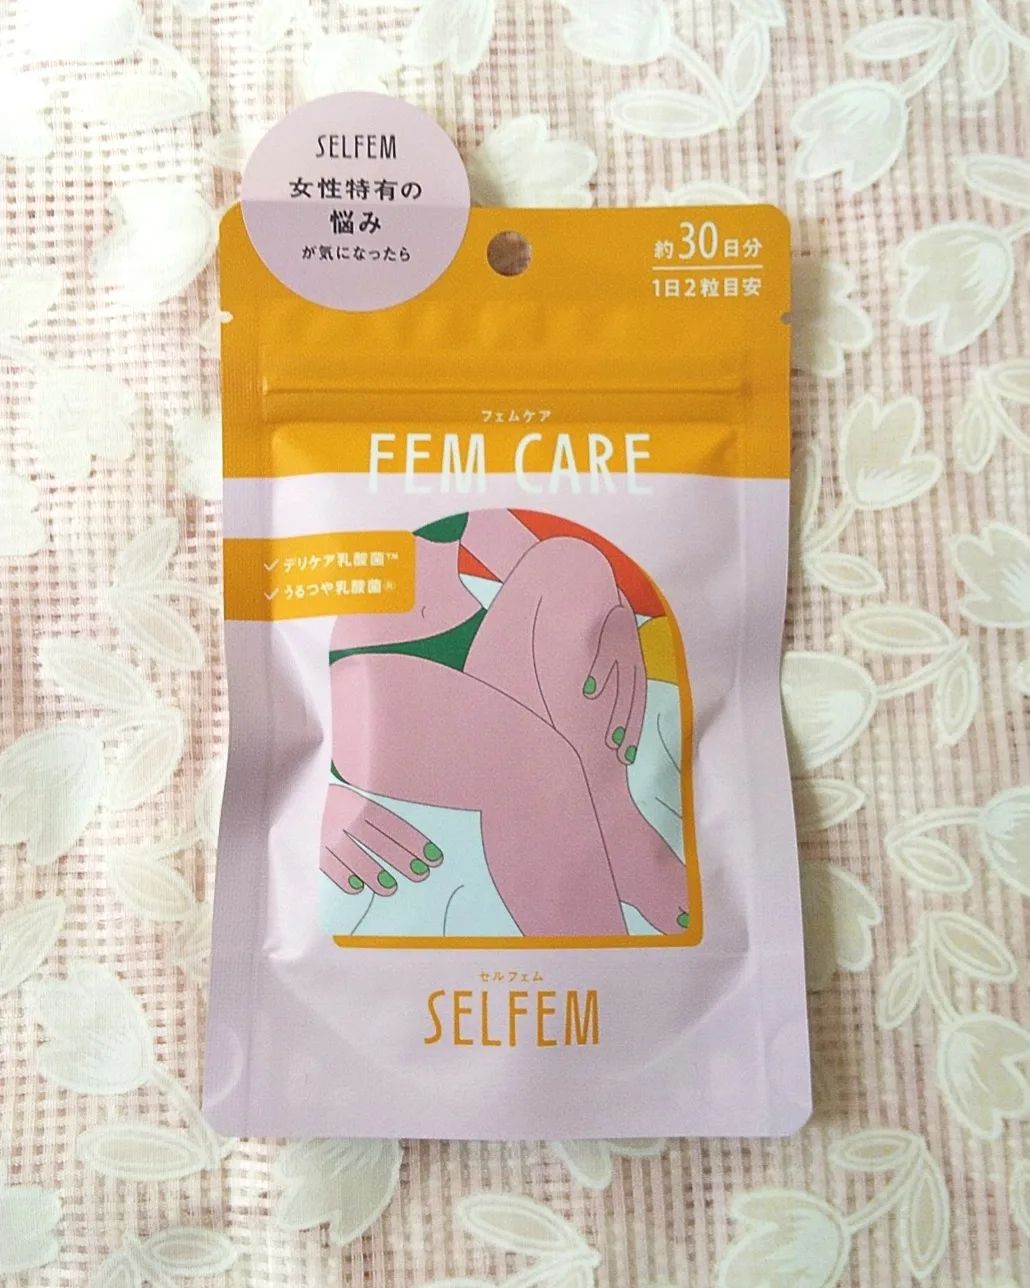 SELFEM
女性特有の
悩み
が気になったら
約30日分
1日2粒目安
フェムケア
FEM CARE
✓ デリケア乳酸菌™
✓ うるつや乳酸菌®
セルフェム
SELFEM